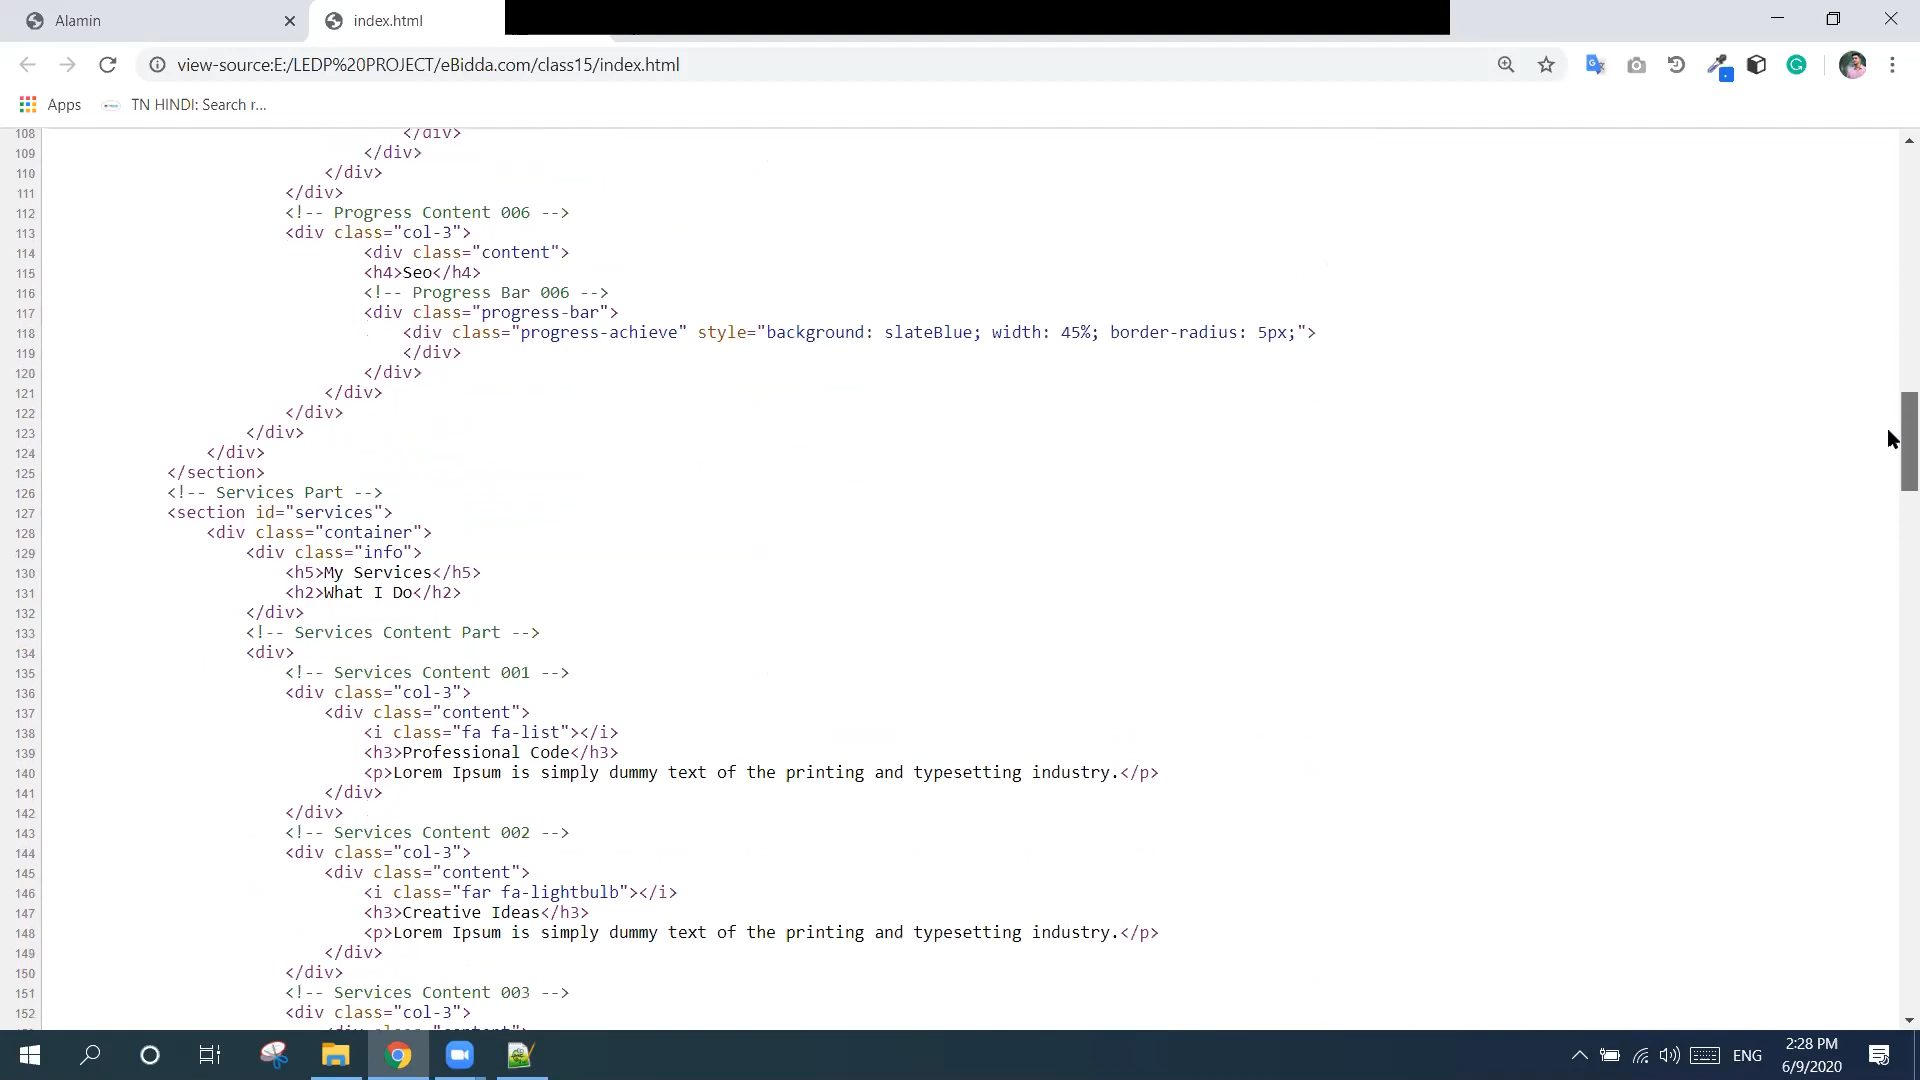 Alamin
index.html
view-source:E:/LEDP%20PROJECT/eBidda.com/class15/index.html
Apps TN HINDI: Search r...
108 </div>
109 </div>
110 </div>
111 </div>
112 <!-- Progress Content 006 -->
113 <div class="col-3">
114 <div class="content">
115 <h4>Seo</h4>
116 <!-- Progress Bar 006 -->
117 <div class="progress-bar">
118 <div class="progress-achieve" style="background: slateBlue; width: 45%; border-radius: 5px;">
119 </div>
120 </div>
121 </div>
122 </div>
123 </div>
124 </div>
125 </section>
126 <!-- Services Part -->
127 <section id="services">
128 <div class="container">
129 <div class="info">
130 <h5>My Services</h5>
131 <h2>What I Do</h2>
132 </div>
133 <!-- Services Content Part -->
134 <div>
135 <!-- Services Content 001 -->
136 <div class="col-3">
137 <div class="content">
138 <i class="fa fa-list"></i>
139 <h3>Professional Code</h3>
140 <p>Lorem Ipsum is simply dummy text of the printing and typesetting industry.</p>
141 </div>
142 </div>
143 <!-- Services Content 002 -->
144 <div class="col-3">
145 <div class="content">
146 <i class="far fa-lightbulb"></i>
147 <h3>Creative Ideas</h3>
148 <p>Lorem Ipsum is simply dummy text of the printing and typesetting industry.</p>
149 </div>
150 </div>
151 <!-- Services Content 003 -->
152 <div class="col-3">
ENG
2:28 PM
6/9/2020